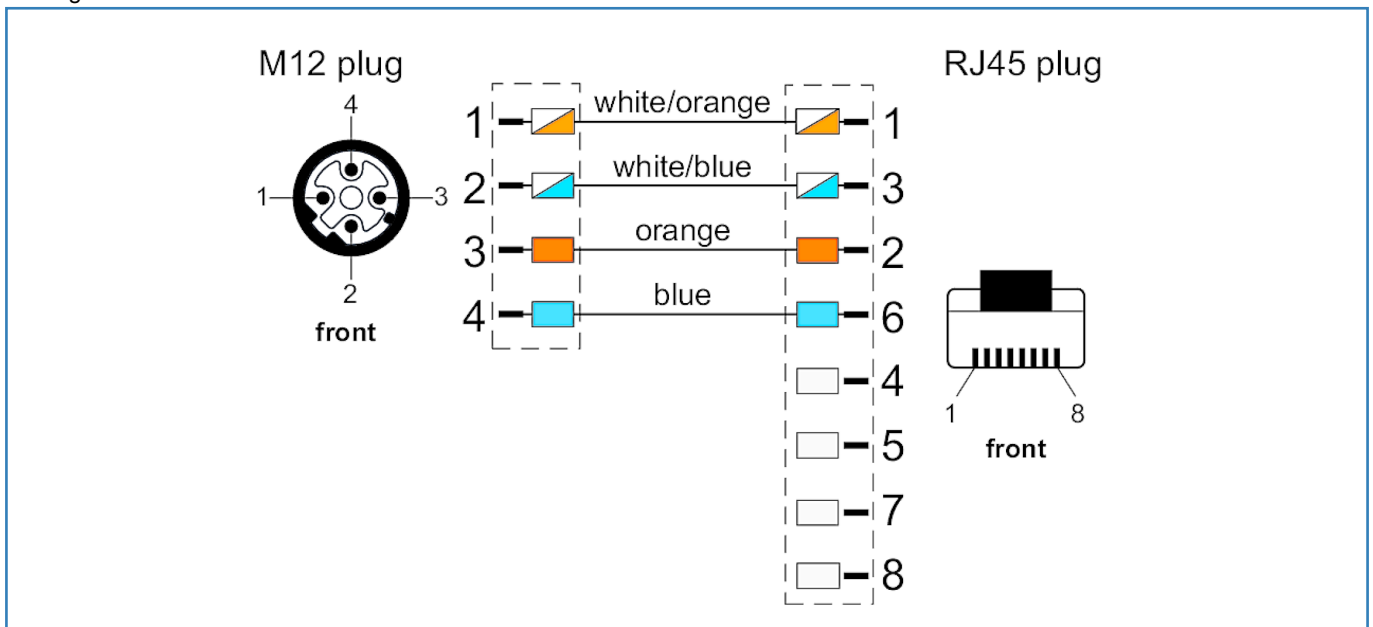 M12 plug
RJ45 plug
4
1
3
2
front
1 white/orange 1
2 white/blue 3
3 orange 2
4 blue 6
4
5
7
8
1 8
front